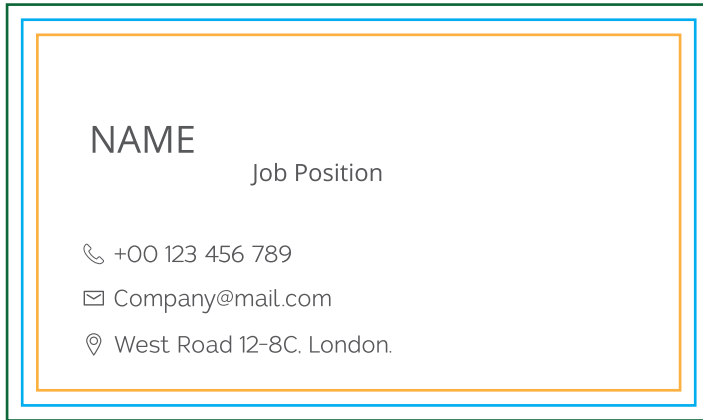 NAME
Job Position
+00 123 456 789
Company@mail.com
West Road 12-8C, London.